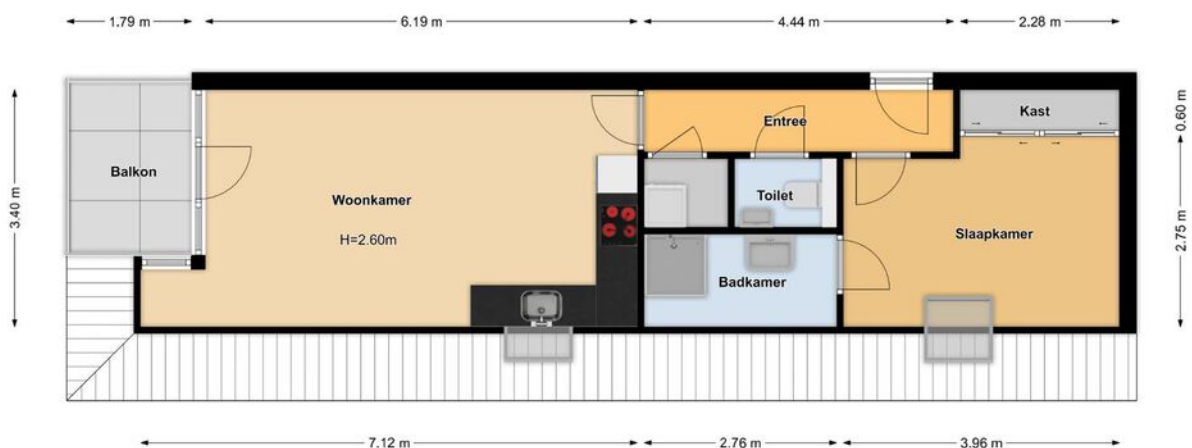 1.79 m
6.19 m
4.44 m
2.28 m
3.40 m
0.60 m
2.75 m
Kast
Entree
Balkon
Woonkamer
H=2.60m
Toilet
Slaapkamer
Badkamer
7.12 m
2.76 m
3.96 m